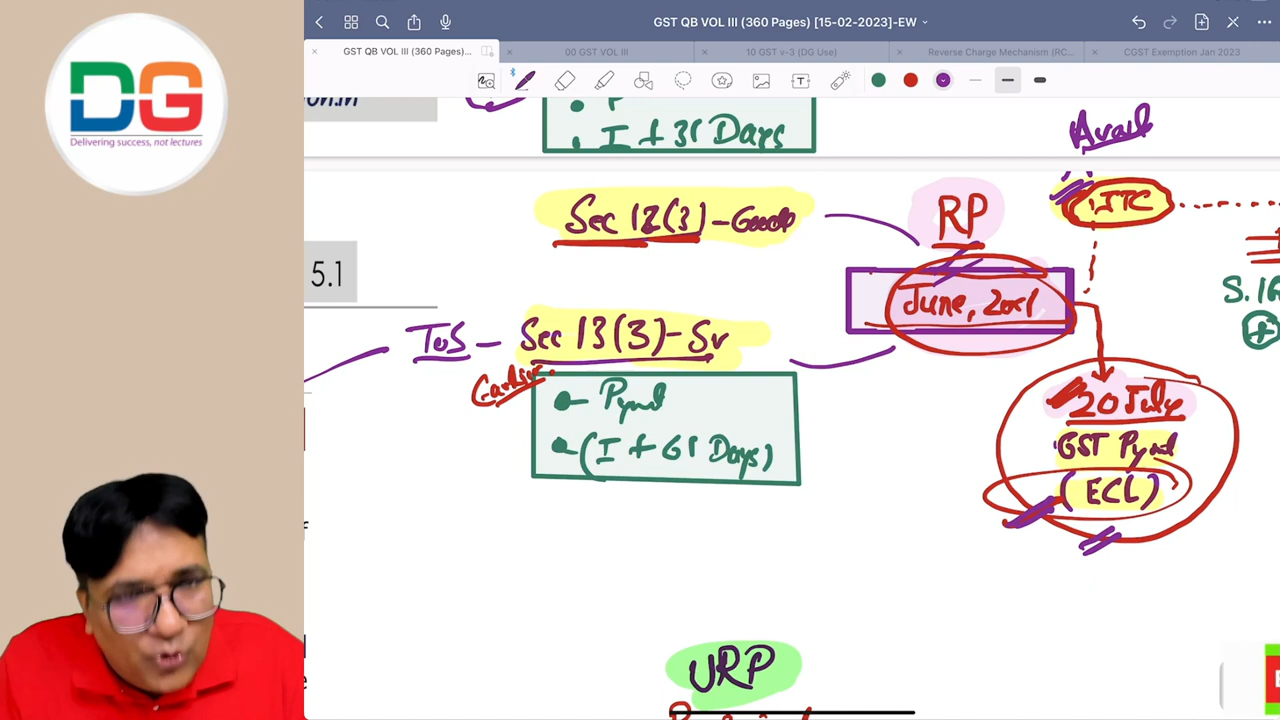 GST QB VOL III (360 Pages) [15-02-2023]-EW
GST QB VOL III (360 Pages)...
00 GST VOL III
10 GST v-3 (DG Use)
Reverse Charge Mechanism (RC...
CGST Exemption Jan 2023
DG
Delivering success, not lectures
I + 31 Days
Avail
Sec 12(3) - Goods
RP
ITC
5.1
June, 20x1
ToS - Sec 13(3) - Sv
Earlier
Pymt
(I + 61 Days)
20 July
GST Pymt
(ECL)
URP